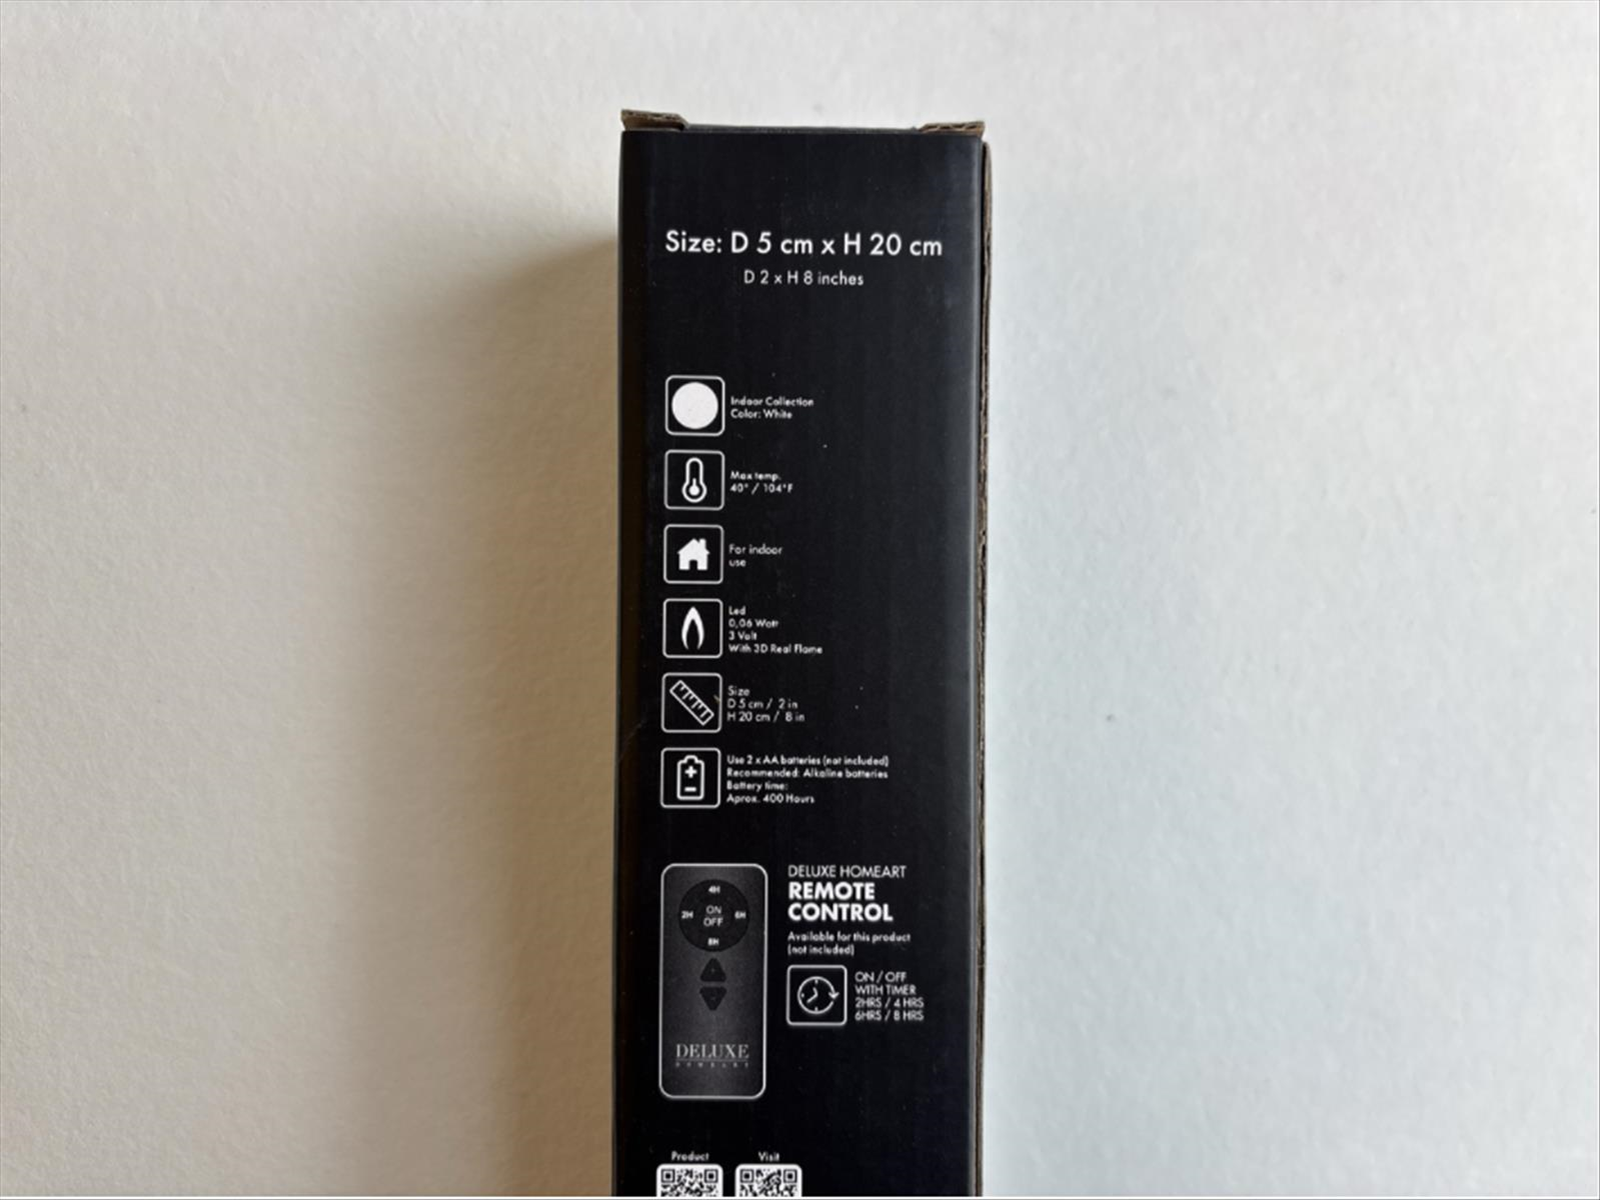 Size: D 5 cm x H 20 cm
D 2 x H 8 inches
Indoor Collection
Color: White
Max temp.
40° / 104°F
For indoor
use
Led
0,06 Watt
3 Volt
With 3D Real Flame
Size
D 5 cm / 2 in
H 20 cm / 8 in
Use 2 x AA batteries (not included)
Recommended: Alkaline batteries
Battery time:
Aprox. 400 Hours
4H
2H ON 6H
OFF
8H
DELUXE
HOMEART
DELUXE HOMEART
REMOTE
CONTROL
Available for this product
(not included)
ON / OFF
WITH TIMER
2HRS / 4 HRS
6HRS / 8 HRS
Product
Visit